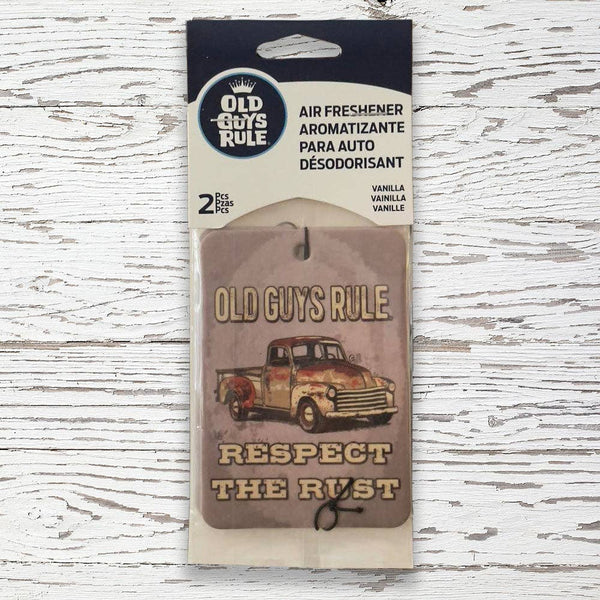 OLD
GUYS
RULE
AIR FRESHENER
AROMATIZANTE
PARA AUTO
DÉSODORISANT
2 Pcs
Pzas
Pcs
VANILLA
VAINILLA
VANILLE
OLD GUYS RULE
RESPECT
THE RUST